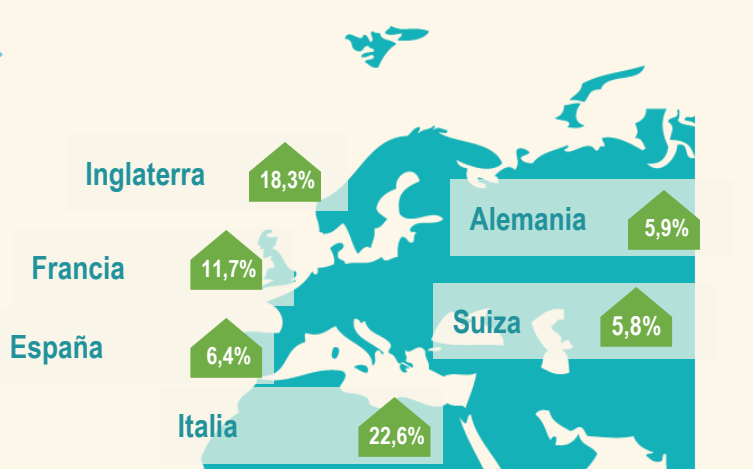 Inglaterra 18,3%
Alemania 5,9%
Francia 11,7%
Suiza 5,8%
España 6,4%
Italia 22,6%